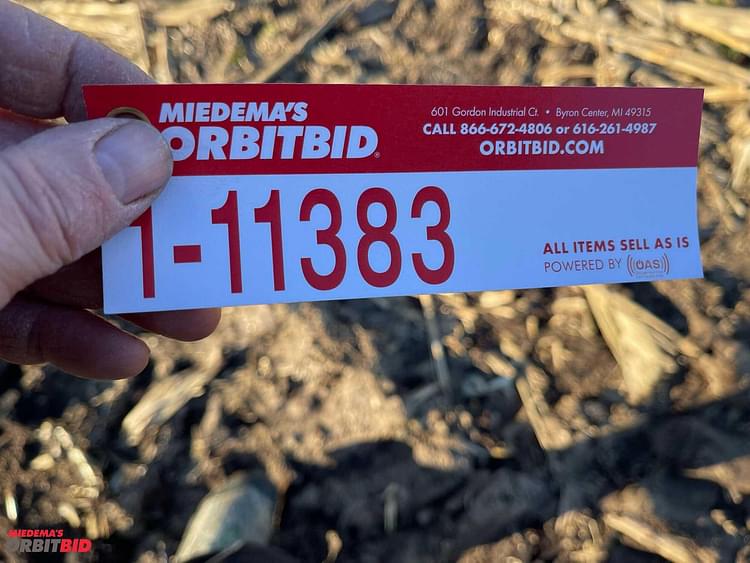 MIEDEMA'S
ORBITBID®
601 Gordon Industrial Ct. • Byron Center, MI 49315
CALL 866-672-4806 or 616-261-4987
ORBITBID.COM
1-11383
ALL ITEMS SELL AS IS
POWERED BY ((OAS))
MIEDEMA'S
ORBITBID